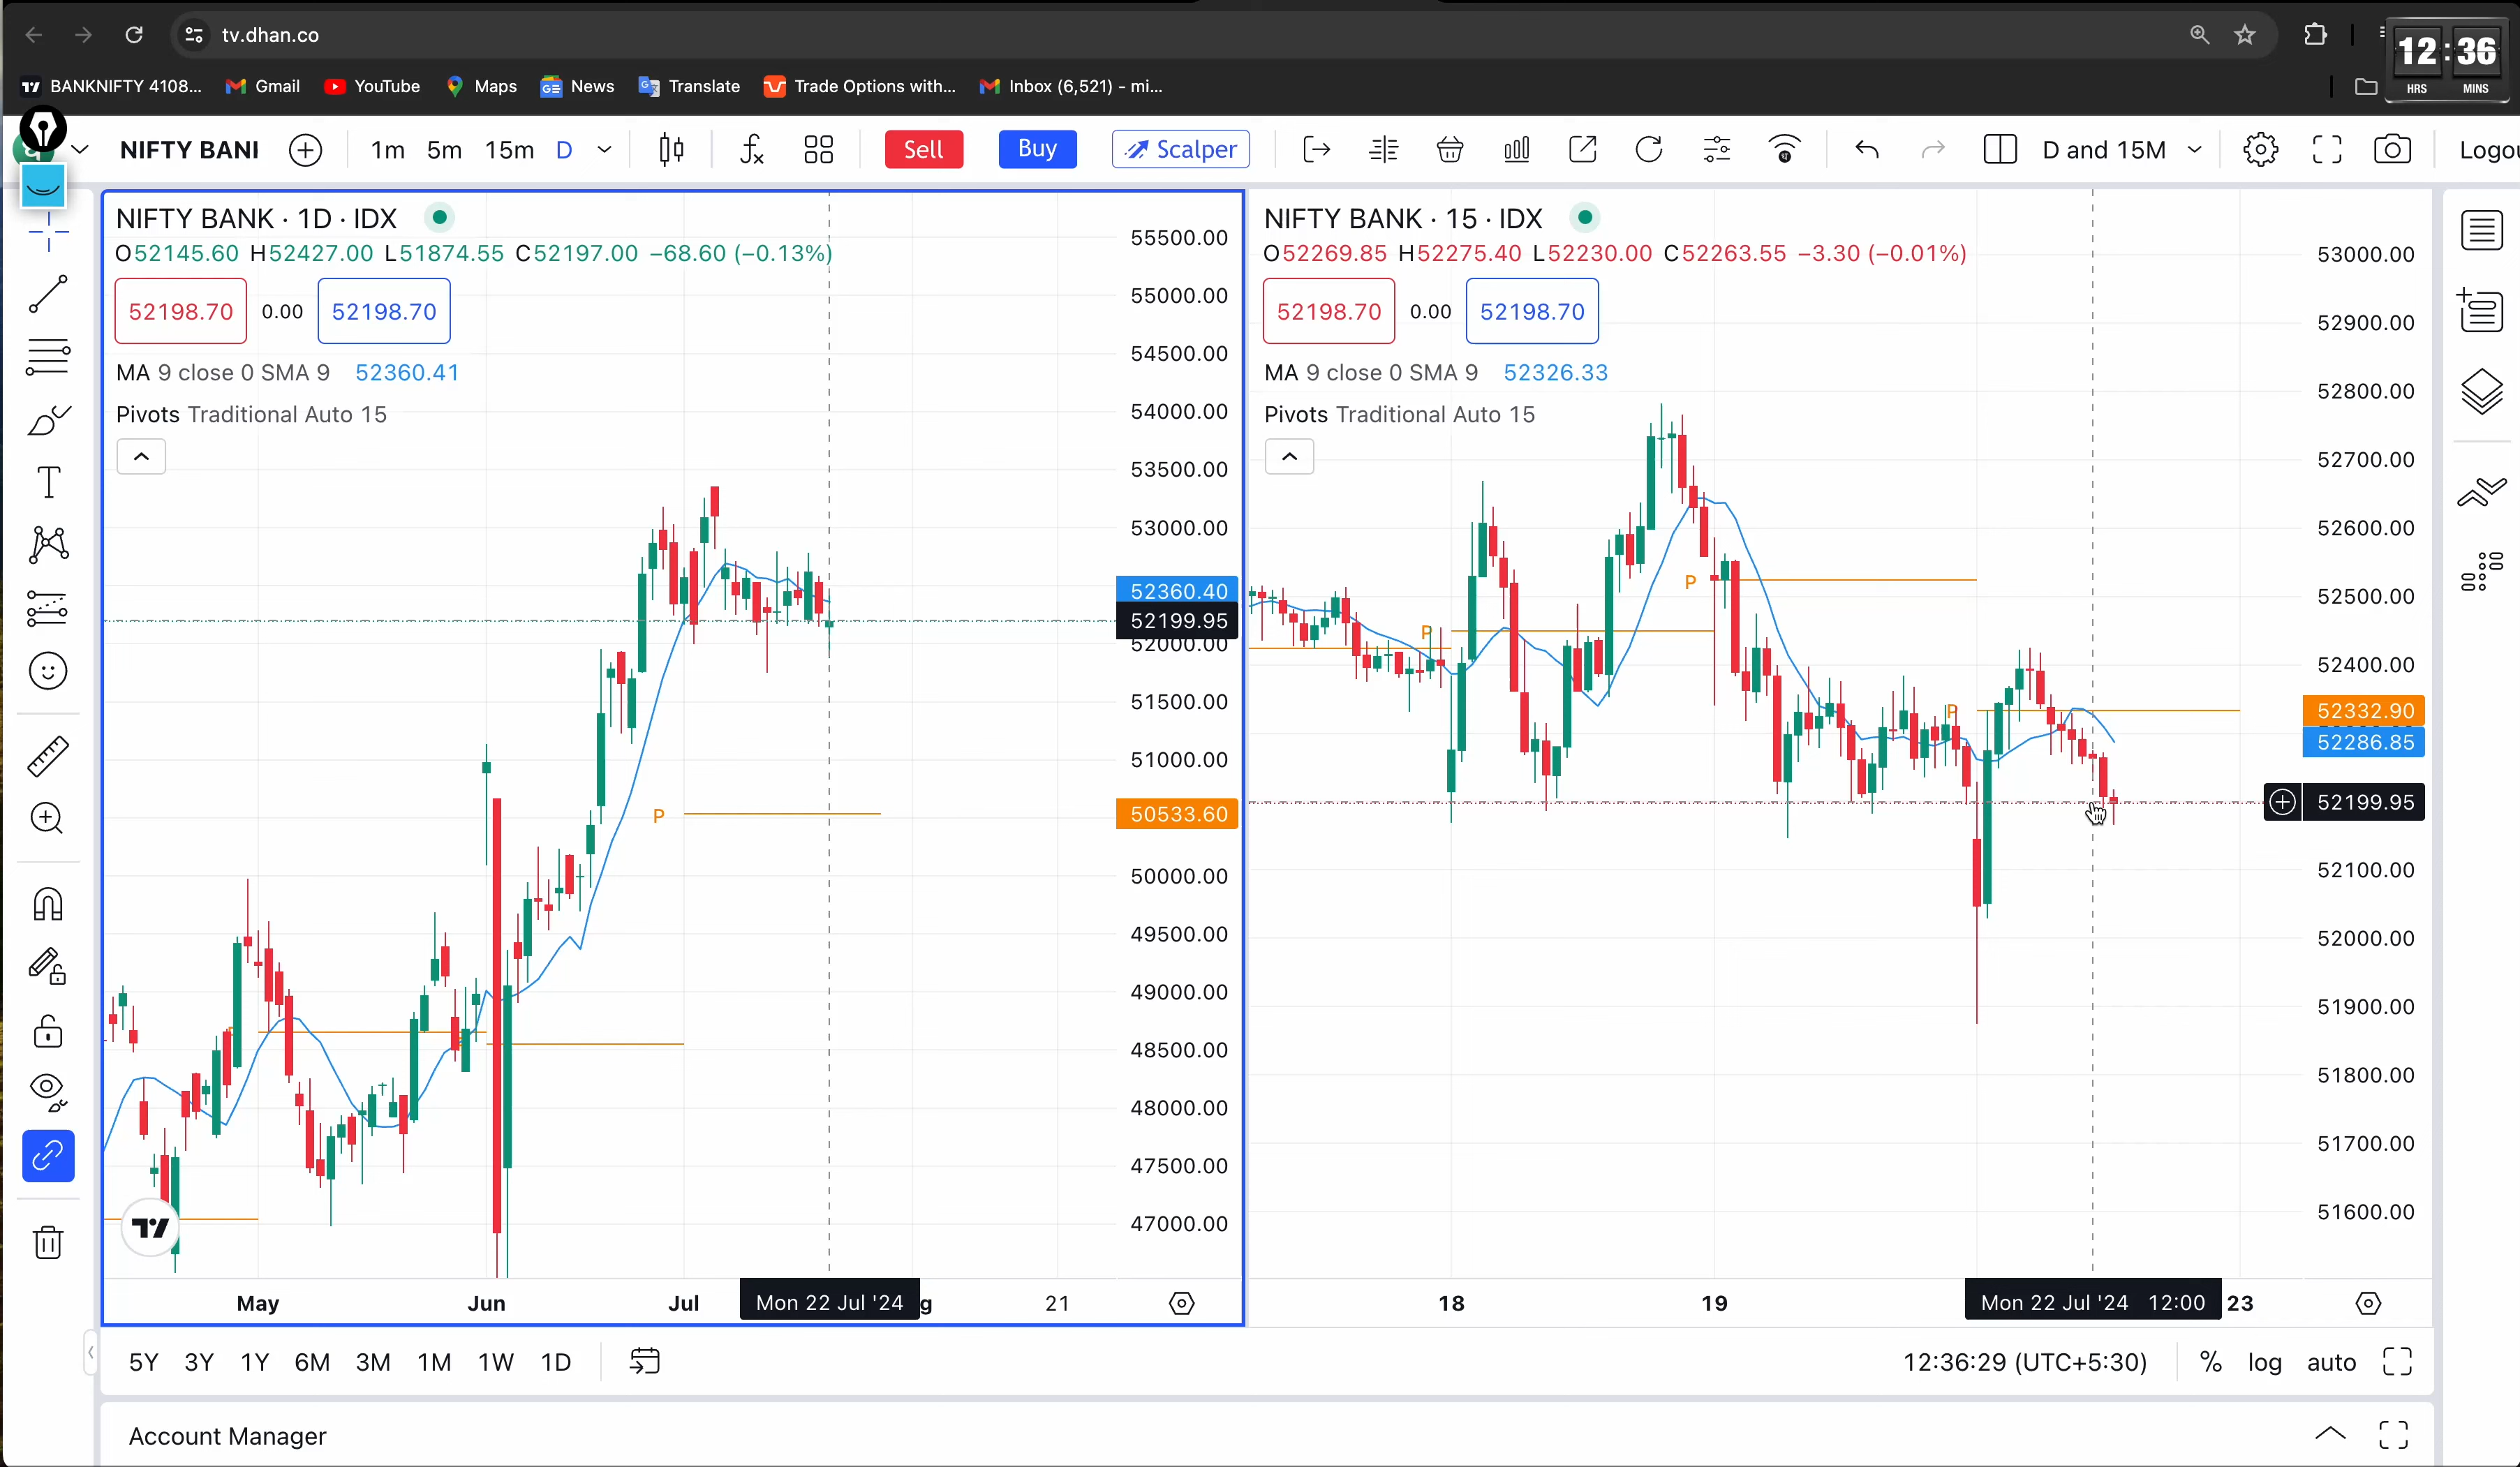 tv.dhan.co
12:36
HRS MINS
BANKNIFTY 4108... Gmail YouTube Maps News Translate Trade Options with... Inbox (6,521) - mi...
NIFTY BANI 1m 5m 15m D Sell Buy Scalper D and 15M Logou
NIFTY BANK · 1D · IDX
O52145.60 H52427.00 L51874.55 C52197.00 −68.60 (−0.13%)
52198.70 0.00 52198.70
MA 9 close 0 SMA 9 52360.41
Pivots Traditional Auto 15
P
55500.00
55000.00
54500.00
54000.00
53500.00
53000.00
52360.40
52199.95
52000.00
51500.00
51000.00
50533.60
50000.00
49500.00
49000.00
48500.00
48000.00
47500.00
47000.00
May Jun Jul Mon 22 Jul '24 g 21
NIFTY BANK · 15 · IDX
O52269.85 H52275.40 L52230.00 C52263.55 −3.30 (−0.01%)
52198.70 0.00 52198.70
MA 9 close 0 SMA 9 52326.33
Pivots Traditional Auto 15
P
P
P
53000.00
52900.00
52800.00
52700.00
52600.00
52500.00
52400.00
52332.90
52286.85
52199.95
52100.00
52000.00
51900.00
51800.00
51700.00
51600.00
18 19 Mon 22 Jul '24 12:00 23
5Y 3Y 1Y 6M 3M 1M 1W 1D 12:36:29 (UTC+5:30) % log auto
Account Manager